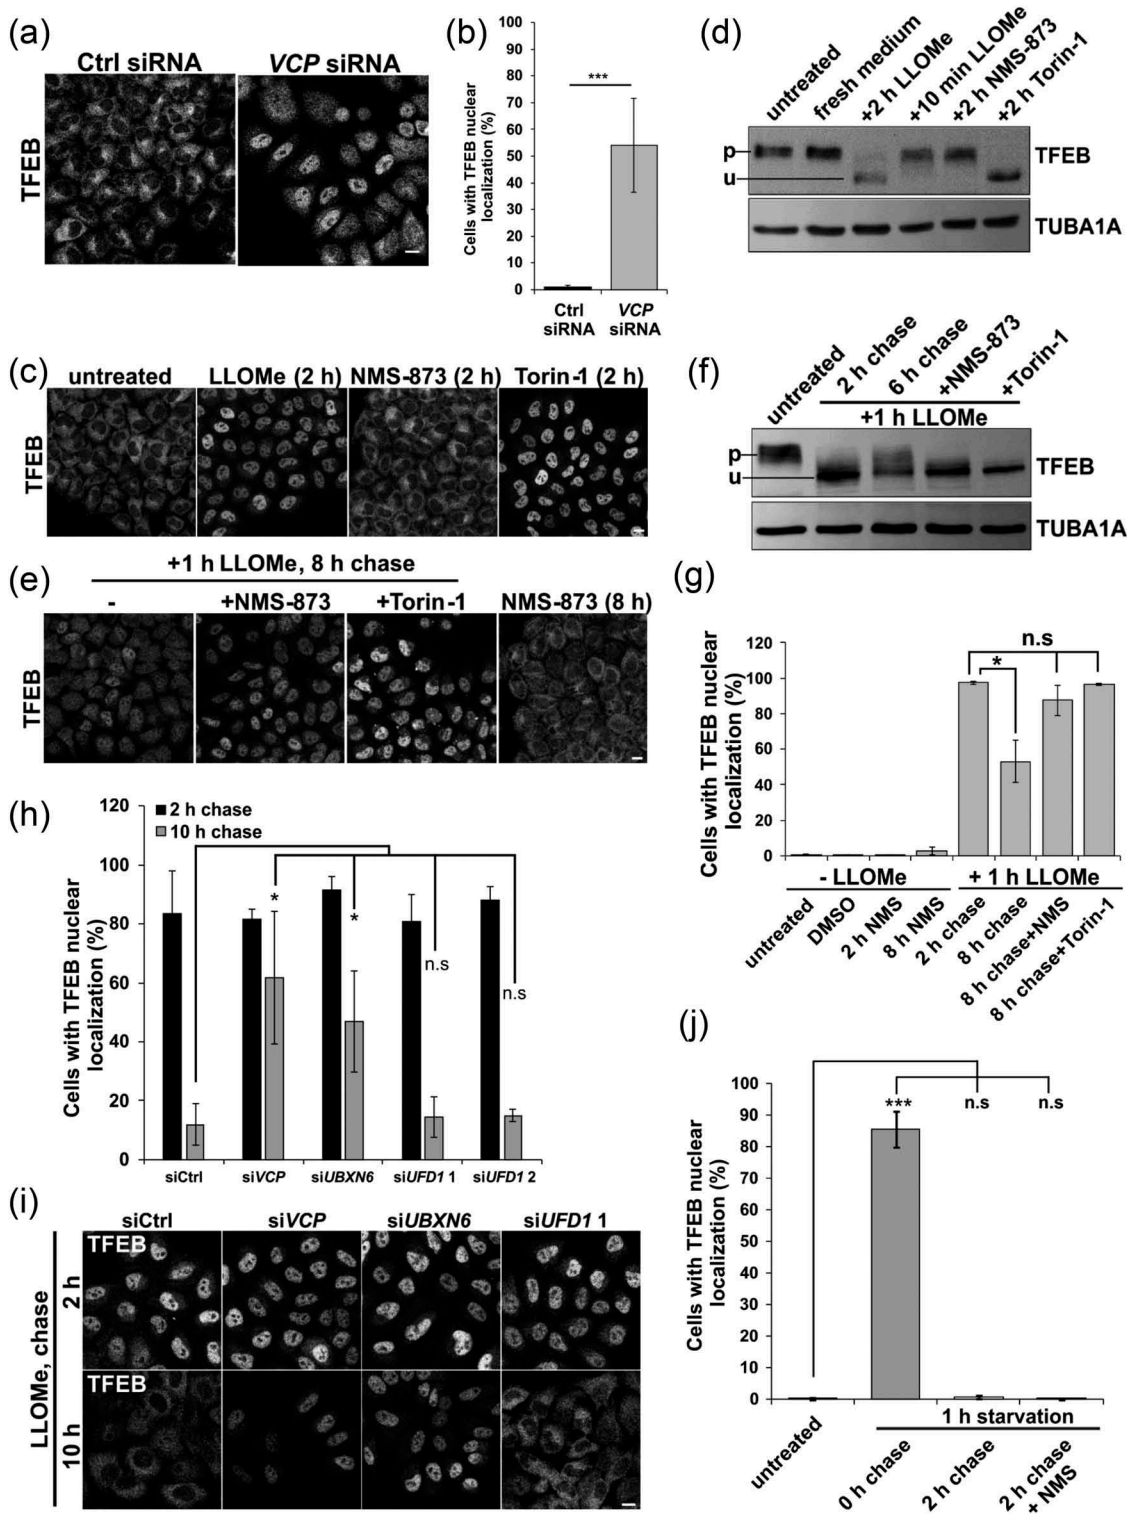 (a)
Ctrl siRNA VCP siRNA
TFEB
(b)
Cells with TFEB nuclear
localization (%)
100
90
80
70
60
50
40
30
20
10
0
***
Ctrl
siRNA
VCP
siRNA
(d)
untreated
fresh medium
+2 h LLOMe
+10 min LLOMe
+2 h NMS-873
+2 h Torin-1
p
u
TFEB
TUBA1A
(c)
untreated LLOMe (2 h) NMS-873 (2 h) Torin-1 (2 h)
TFEB
(f)
untreated
2 h chase
6 h chase
+NMS-873
+Torin-1
+1 h LLOMe
p
u
TFEB
TUBA1A
(e)
+1 h LLOMe, 8 h chase
- +NMS-873 +Torin-1 NMS-873 (8 h)
TFEB
(g)
Cells with TFEB nuclear
localization (%)
120
100
80
60
40
20
0
n.s
*
- LLOMe
+ 1 h LLOMe
untreated
DMSO
2 h NMS
8 h NMS
2 h chase
8 h chase
8 h chase+NMS
8 h chase+Torin-1
(h)
Cells with TFEB nuclear
localization (%)
120
100
80
60
40
20
0
2 h chase
10 h chase
*
*
n.s
n.s
siCtrl siVCP siUBXN6 siUFD1 1 siUFD1 2
(i)
siCtrl siVCP siUBXN6 siUFD1 1
LLOMe, chase
2 h
TFEB
10 h
TFEB
(j)
Cells with TFEB nuclear
localization (%)
100
90
80
70
60
50
40
30
20
10
0
***
n.s
n.s
1 h starvation
untreated
0 h chase
2 h chase
2 h chase
+ NMS